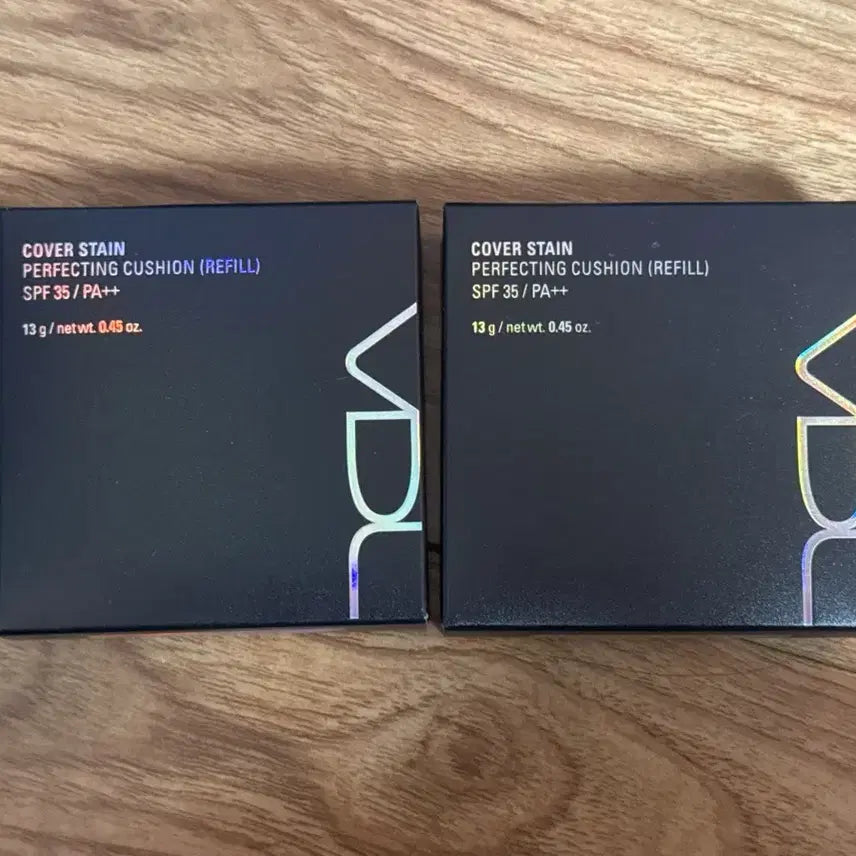 COVER STAIN
PERFECTING CUSHION (REFILL)
SPF 35 / PA++
13 g / net wt. 0.45 oz.
VDL
COVER STAIN
PERFECTING CUSHION (REFILL)
SPF 35 / PA++
13 g / net wt. 0.45 oz.
VDL